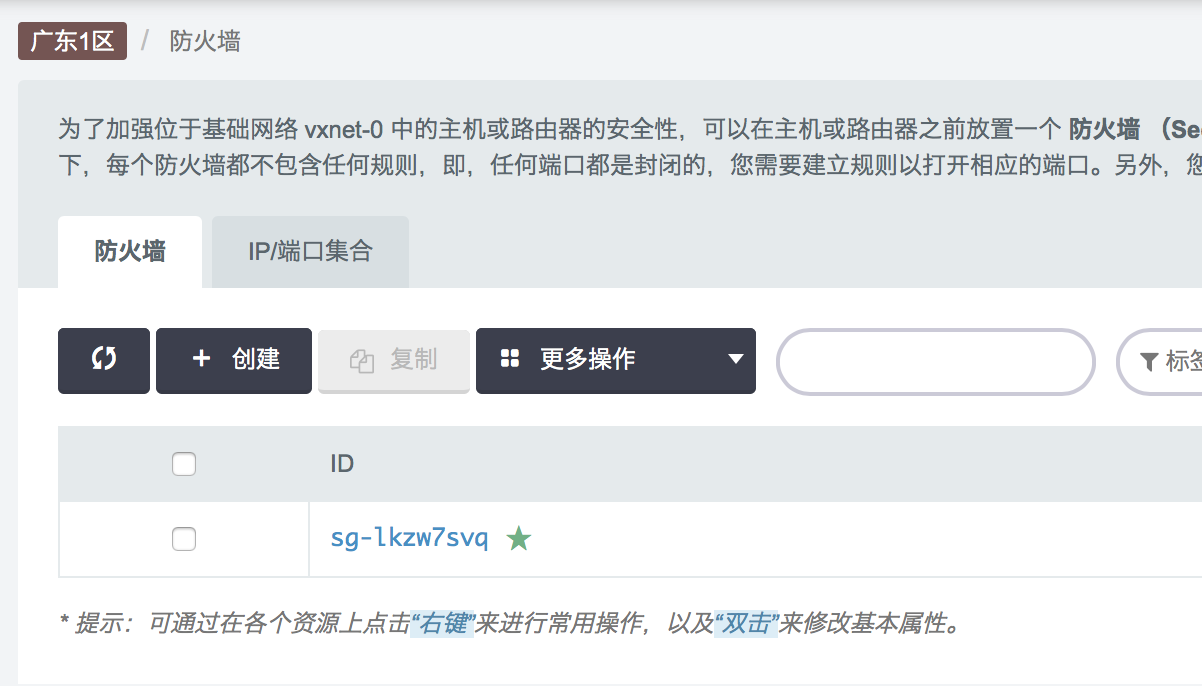 广东1区 / 防火墙
为了加强位于基础网络 vxnet-0 中的主机或路由器的安全性，可以在主机或路由器之前放置一个 防火墙 （Se
下，每个防火墙都不包含任何规则，即，任何端口都是封闭的，您需要建立规则以打开相应的端口。另外，您
防火墙 IP/端口集合
+ 创建 复制 更多操作 标签
ID
sg-lkzw7svq ★
* 提示：可通过在各个资源上点击“右键”来进行常用操作，以及“双击”来修改基本属性。